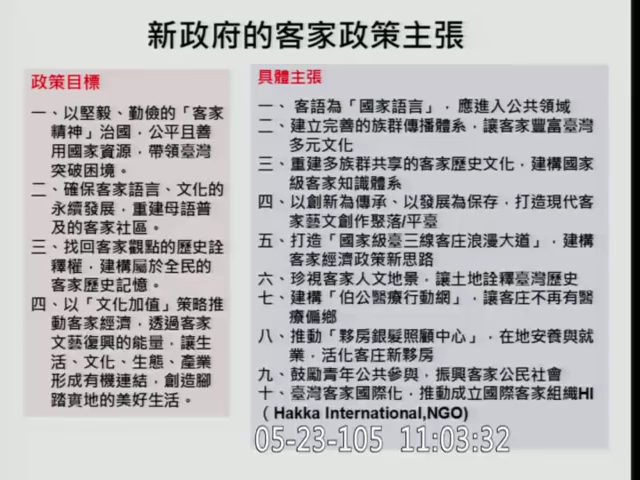 新政府的客家政策主張
政策目標
一、以堅毅、勤儉的「客家
精神」治國，公平且善
用國家資源，帶領臺灣
突破困境。
二、確保客家語言、文化的
永續發展，重建母語普
及的客家社區。
三、找回客家觀點的歷史詮
釋權，建構屬於全民的
客家歷史記憶。
四、以「文化加值」策略推
動客家經濟，透過客家
文藝復興的能量，讓生
活、文化、生態、產業
形成有機連結，創造腳
踏實地的美好生活。
具體主張
一、 客語為「國家語言」，應進入公共領域
二、建立完善的族群傳播體系，讓客家豐富臺灣
多元文化
三、重建多族群共享的客家歷史文化，建構國家
級客家知識體系
四、以創新為傳承、以發展為保存，打造現代客
家藝文創作聚落/平臺
五、打造「國家級臺三線客庄浪漫大道」，建構
客家經濟政策新思路
六、珍視客家人文地景，讓土地詮釋臺灣歷史
七、建構「伯公醫療行動網」，讓客庄不再有醫
療偏鄉
八、推動「夥房銀髮照顧中心」，在地安養與就
業，活化客庄新夥房
九、鼓勵青年公共參與，振興客家公民社會
十、臺灣客家國際化，推動成立國際客家組織HI
（Hakka International,NGO)
05-23-105 11:03:32